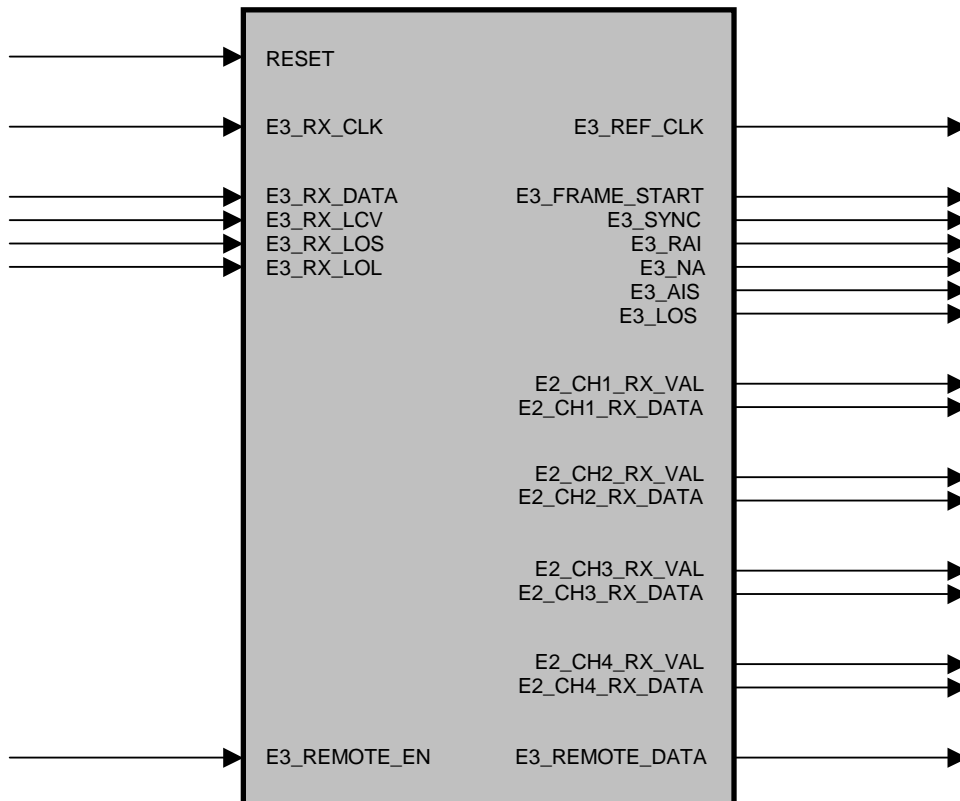 RESET
E3_RX_CLK
E3_REF_CLK
E3_RX_DATA
E3_FRAME_START
E3_RX_LCV
E3_SYNC
E3_RX_LOS
E3_RAI
E3_RX_LOL
E3_NA
E3_AIS
E3_LOS
E2_CH1_RX_VAL
E2_CH1_RX_DATA
E2_CH2_RX_VAL
E2_CH2_RX_DATA
E2_CH3_RX_VAL
E2_CH3_RX_DATA
E2_CH4_RX_VAL
E2_CH4_RX_DATA
E3_REMOTE_EN
E3_REMOTE_DATA